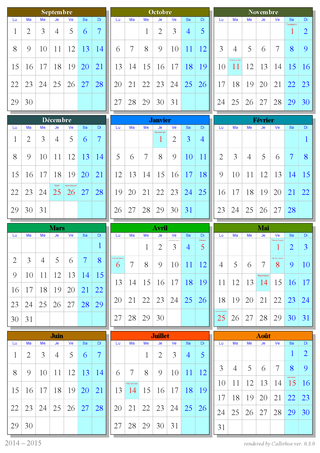 Septembre
Lu Ma Me Je Ve Sa Di
1 2 3 4 5 6 7
8 9 10 11 12 13 14
15 16 17 18 19 20 21
22 23 24 25 26 27 28
29 30
Octobre
Lu Ma Me Je Ve Sa Di
1 2 3 4 5
6 7 8 9 10 11 12
13 14 15 16 17 18 19
20 21 22 23 24 25 26
27 28 29 30 31
Novembre
Lu Ma Me Je Ve Sa Di
1 2
3 4 5 6 7 8 9
10 11 12 13 14 15 16
17 18 19 20 21 22 23
24 25 26 27 28 29 30
Décembre
Lu Ma Me Je Ve Sa Di
1 2 3 4 5 6 7
8 9 10 11 12 13 14
15 16 17 18 19 20 21
22 23 24 25 26 27 28
29 30 31
Janvier
Lu Ma Me Je Ve Sa Di
1 2 3 4
5 6 7 8 9 10 11
12 13 14 15 16 17 18
19 20 21 22 23 24 25
26 27 28 29 30 31
Février
Lu Ma Me Je Ve Sa Di
1
2 3 4 5 6 7 8
9 10 11 12 13 14 15
16 17 18 19 20 21 22
23 24 25 26 27 28
Mars
Lu Ma Me Je Ve Sa Di
1
2 3 4 5 6 7 8
9 10 11 12 13 14 15
16 17 18 19 20 21 22
23 24 25 26 27 28 29
30 31
Avril
Lu Ma Me Je Ve Sa Di
1 2 3 4 5
6 7 8 9 10 11 12
13 14 15 16 17 18 19
20 21 22 23 24 25 26
27 28 29 30
Mai
Lu Ma Me Je Ve Sa Di
1 2 3
4 5 6 7 8 9 10
11 12 13 14 15 16 17
18 19 20 21 22 23 24
25 26 27 28 29 30 31
Juin
Lu Ma Me Je Ve Sa Di
1 2 3 4 5 6 7
8 9 10 11 12 13 14
15 16 17 18 19 20 21
22 23 24 25 26 27 28
29 30
Juillet
Lu Ma Me Je Ve Sa Di
1 2 3 4 5
6 7 8 9 10 11 12
13 14 15 16 17 18 19
20 21 22 23 24 25 26
27 28 29 30 31
Août
Lu Ma Me Je Ve Sa Di
1 2
3 4 5 6 7 8 9
10 11 12 13 14 15 16
17 18 19 20 21 22 23
24 25 26 27 28 29 30
31
2014 – 2015
rendered by Callirhoe ver. 0.3.0